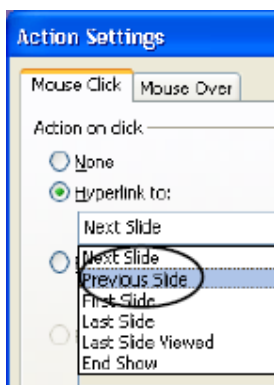 Action Settings
Mouse Click Mouse Over
Action on click
None
Hyperlink to:
Next Slide
Next Slide
Previous Slide
First Slide
Last Slide
Last Slide Viewed
End Show